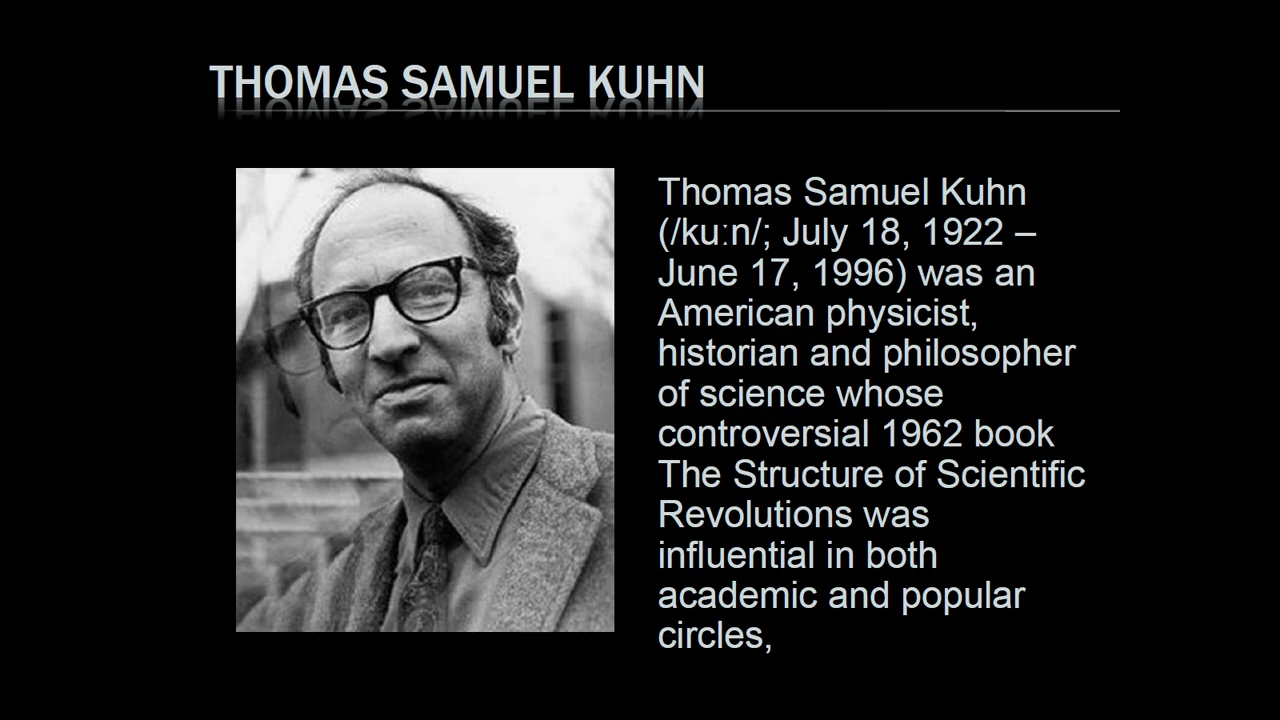 THOMAS SAMUEL KUHN
Thomas Samuel Kuhn
(/kuːn/; July 18, 1922 –
June 17, 1996) was an
American physicist,
historian and philosopher
of science whose
controversial 1962 book
The Structure of Scientific
Revolutions was
influential in both
academic and popular
circles,